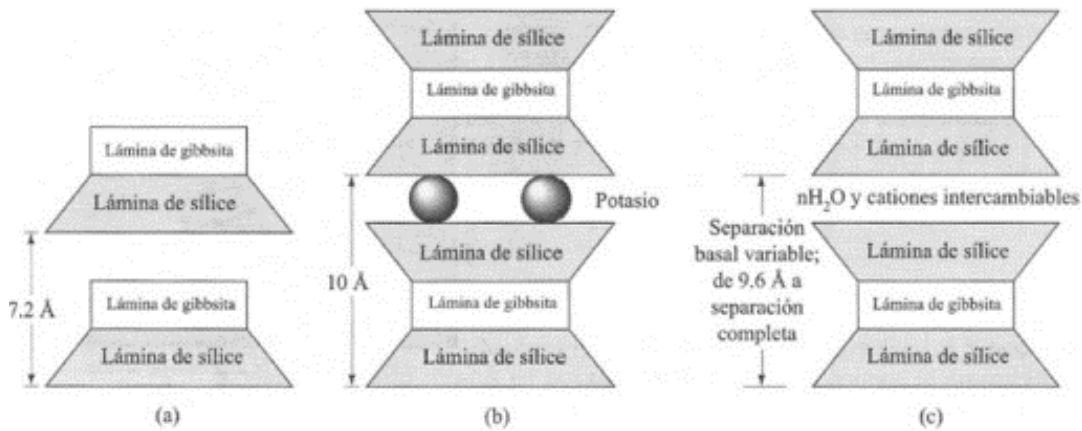 Lámina de gibbsita
Lámina de sílice
7.2 Å
Lámina de gibbsita
Lámina de sílice
(a)
Lámina de sílice
Lámina de gibbsita
Lámina de sílice
Potasio
10 Å
Lámina de sílice
Lámina de gibbsita
Lámina de sílice
(b)
Lámina de sílice
Lámina de gibbsita
Lámina de sílice
nH₂O y cationes intercambiables
Separación
basal variable;
de 9.6 Å a
separación
completa
Lámina de sílice
Lámina de gibbsita
Lámina de sílice
(c)